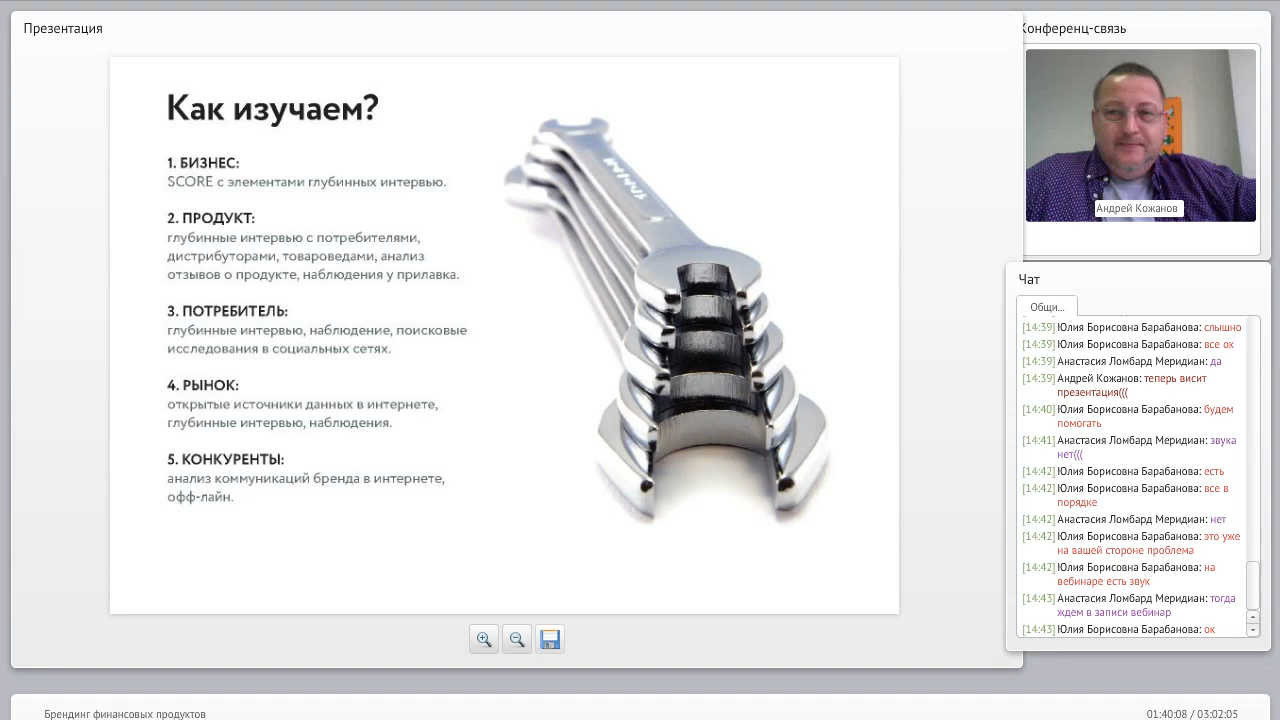 Презентация
Как изучаем?
1. БИЗНЕС:
SCORE с элементами глубинных интервью.
2. ПРОДУКТ:
глубинные интервью с потребителями,
дистрибуторами, товароведами, анализ
отзывов о продукте, наблюдения у прилавка.
3. ПОТРЕБИТЕЛЬ:
глубинные интервью, наблюдение, поисковые
исследования в социальных сетях.
4. РЫНОК:
открытые источники данных в интернете,
глубинные интервью, наблюдения.
5. КОНКУРЕНТЫ:
анализ коммуникаций бренда в интернете,
офф-лайн.
Конференц-связь
Андрей Кожанов
Чат
Общи...
[14:39] Юлия Борисовна Барабанова: слышно
[14:39] Юлия Борисовна Барабанова: все ок
[14:39] Анастасия Ломбард Меридиан: да
[14:39] Андрей Кожанов: теперь висит
презентация(((
[14:40] Юлия Борисовна Барабанова: будем
помогать
[14:41] Анастасия Ломбард Меридиан: звука
нет(((
[14:42] Юлия Борисовна Барабанова: есть
[14:42] Юлия Борисовна Барабанова: все в
порядке
[14:42] Анастасия Ломбард Меридиан: нет
[14:42] Юлия Борисовна Барабанова: это уже
на вашей стороне проблема
[14:42] Юлия Борисовна Барабанова: на
вебинаре есть звук
[14:43] Анастасия Ломбард Меридиан: тогда
ждем в записи вебинар
[14:43] Юлия Борисовна Барабанова: ок
Брендинг финансовых продуктов
01:40:08 / 03:02:05